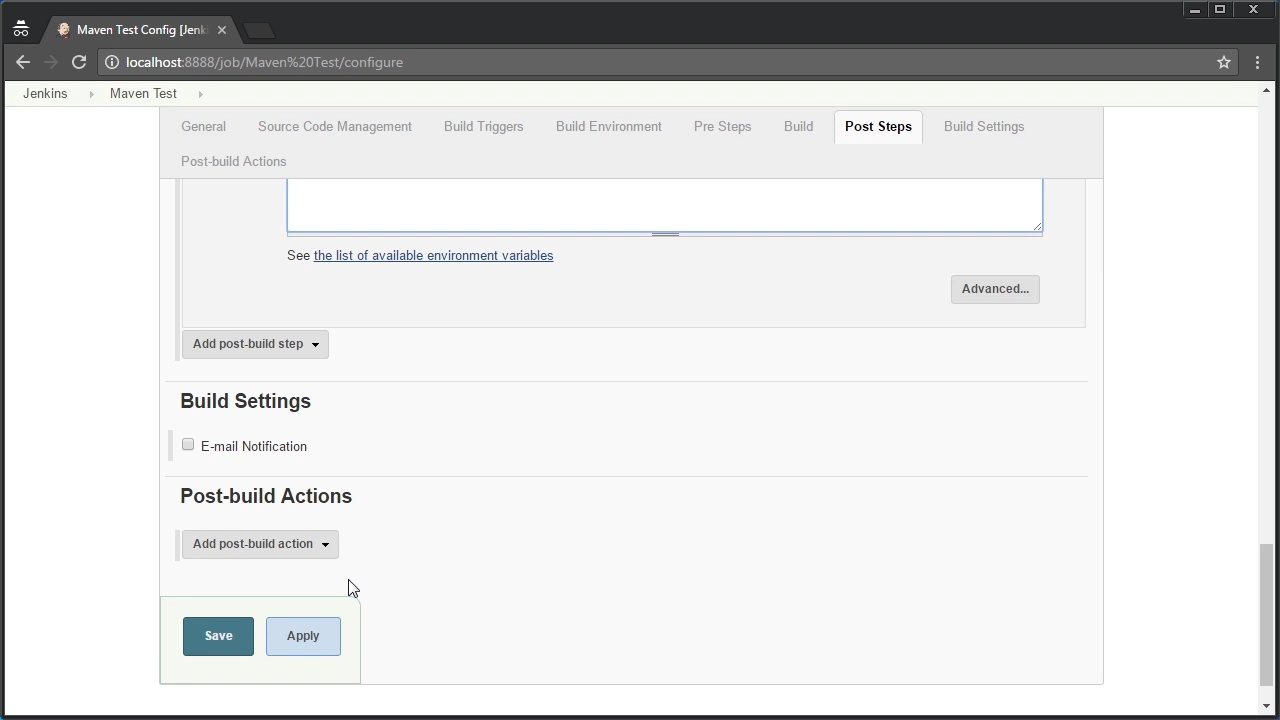 Maven Test Config [Jenki
localhost:8888/job/Maven%20Test/configure
Jenkins Maven Test
General Source Code Management Build Triggers Build Environment Pre Steps Build Post Steps Build Settings
Post-build Actions
See the list of available environment variables
Advanced...
Add post-build step
Build Settings
E-mail Notification
Post-build Actions
Add post-build action
Save Apply